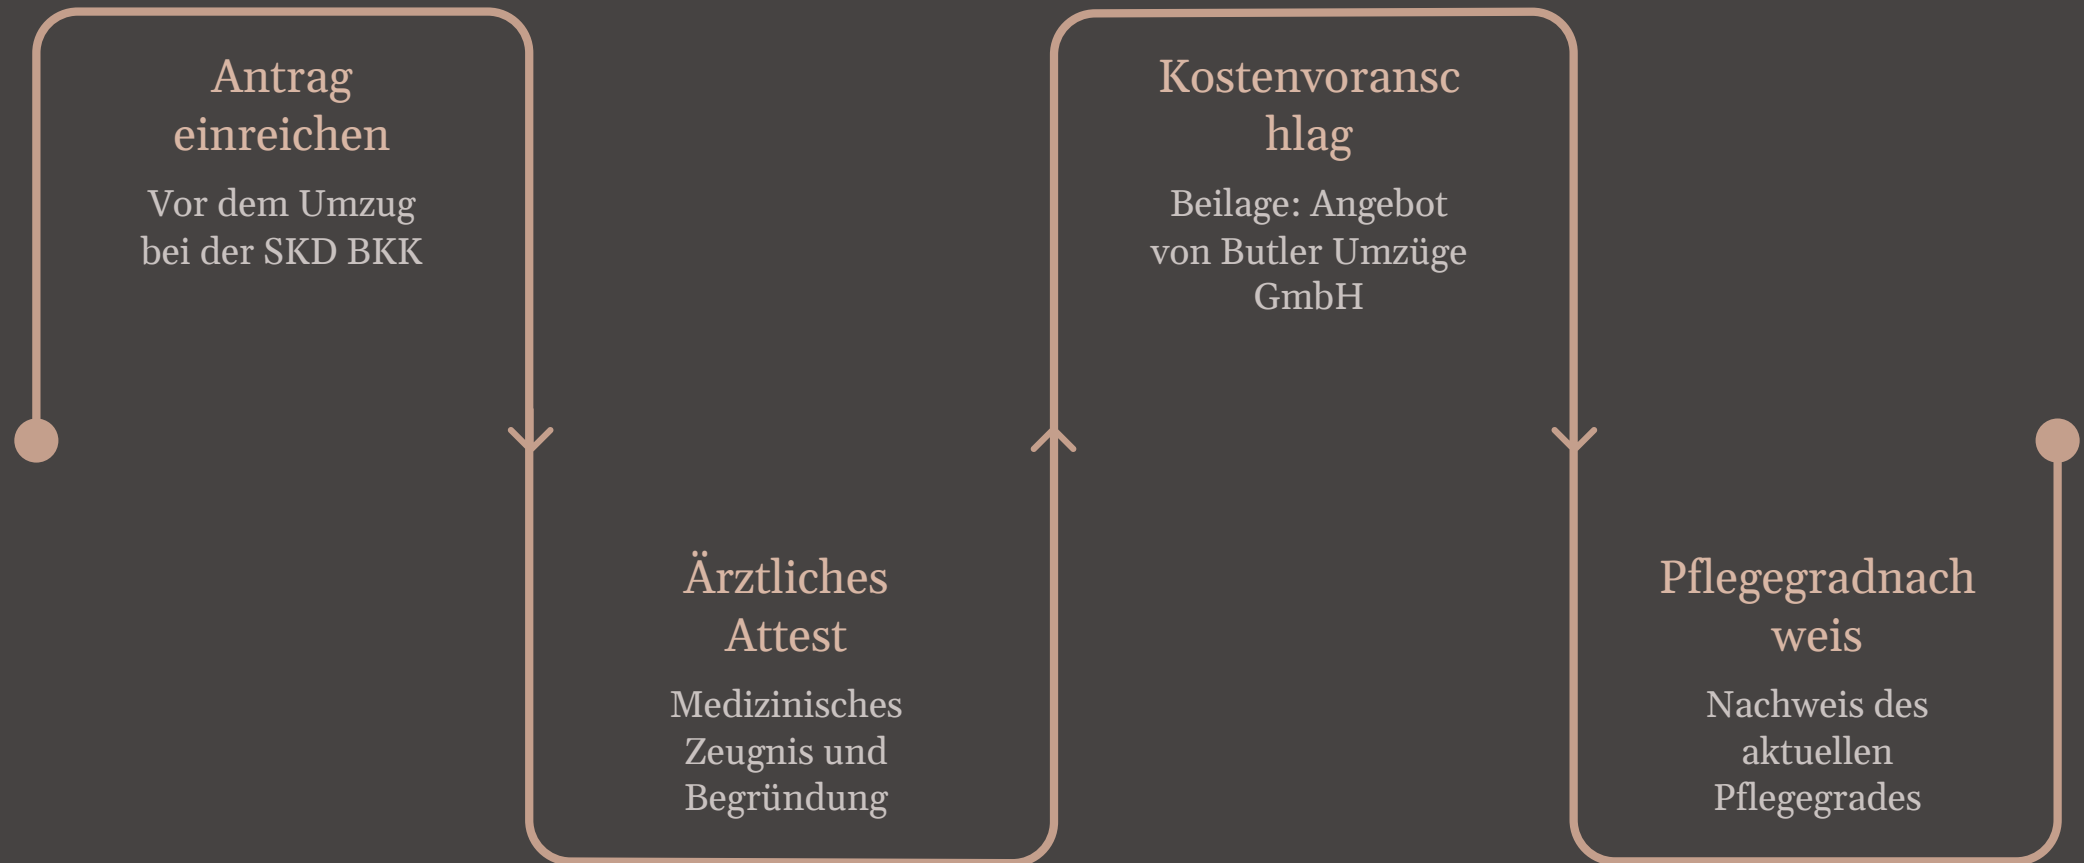 Antrag
einreichen
Vor dem Umzug
bei der SKD BKK
Ärztliches
Attest
Medizinisches
Zeugnis und
Begründung
Kostenvoransc
hlag
Beilage: Angebot
von Butler Umzüge
GmbH
Pflegegradnach
weis
Nachweis des
aktuellen
Pflegegrades